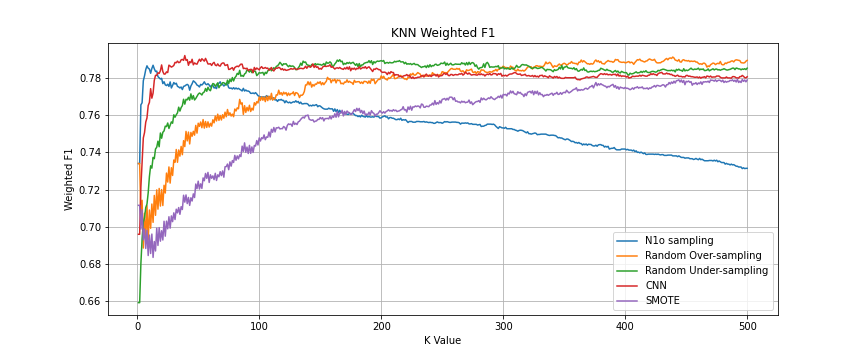 KNN Weighted F1
Weighted F1
0.78
0.76
0.74
0.72
0.70
0.68
0.66
0
100
200
300
400
500
K Value
N1o sampling
Random Over-sampling
Random Under-sampling
CNN
SMOTE